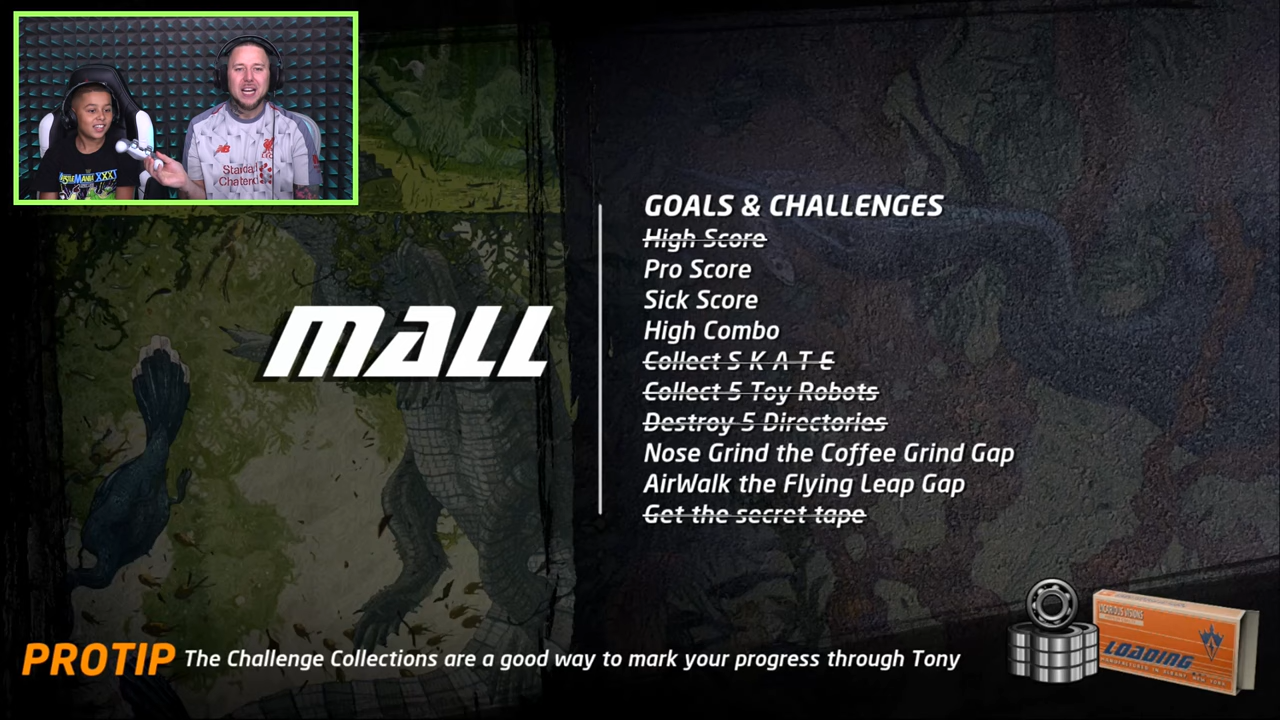 Standard
Chartered
MALL
GOALS & CHALLENGES
High Score
Pro Score
Sick Score
High Combo
Collect S K A T E
Collect 5 Toy Robots
Destroy 5 Directories
Nose Grind the Coffee Grind Gap
AirWalk the Flying Leap Gap
Get the secret tape
PROTIP The Challenge Collections are a good way to mark your progress through Tony
LOADING